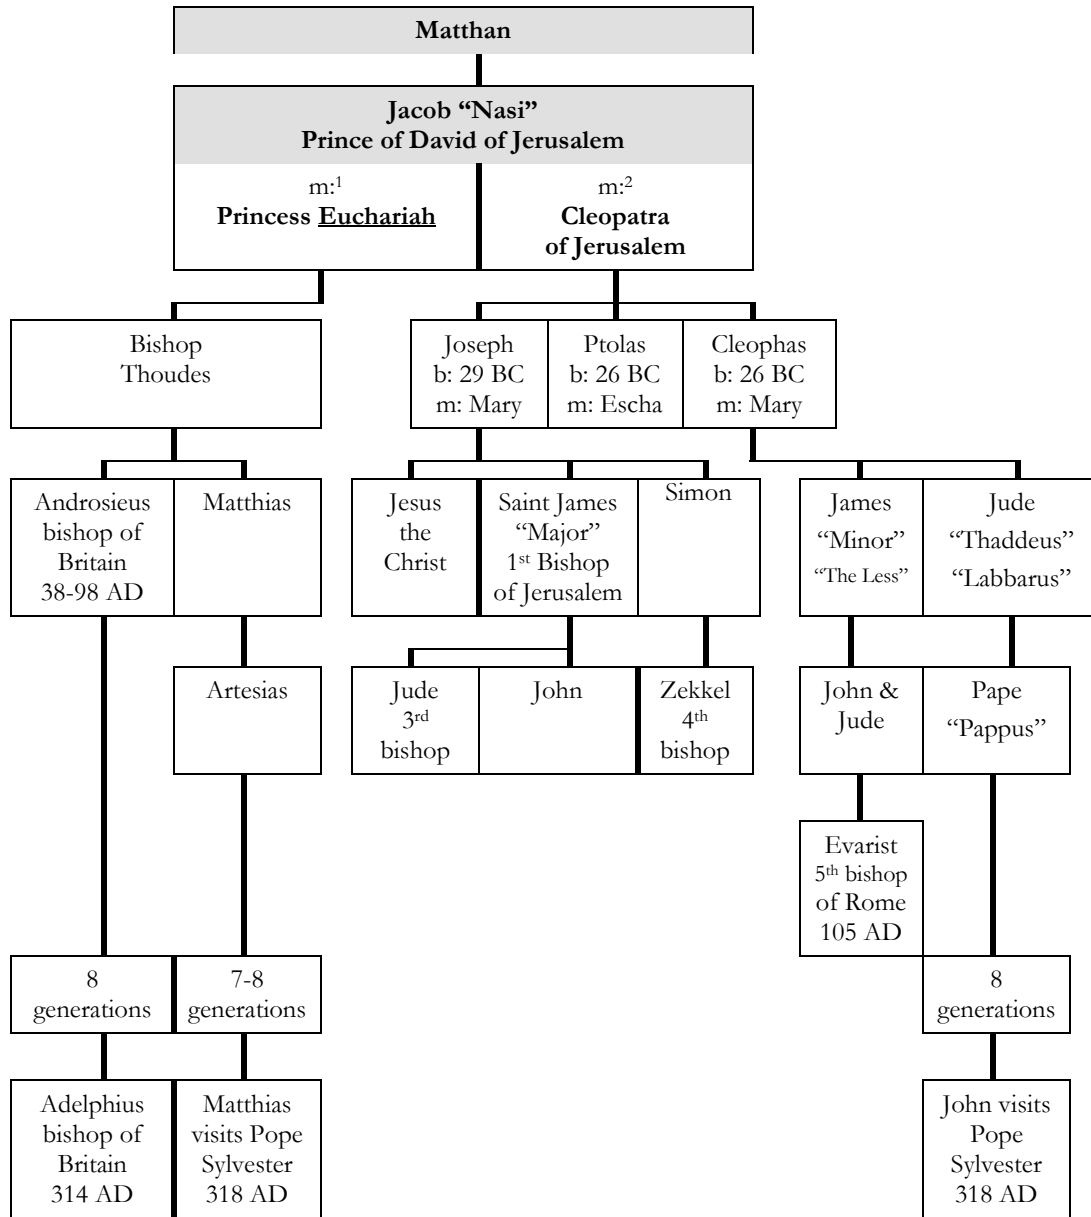 Matthan
Jacob “Nasi”
Prince of David of Jerusalem
m:¹
Princess Euchariah
m:²
Cleopatra
of Jerusalem
Bishop
Thoudes
Joseph
b: 29 BC
m: Mary
Ptolas
b: 26 BC
m: Escha
Cleophas
b: 26 BC
m: Mary
Androsieus
bishop of
Britain
38-98 AD
Matthias
Jesus
the
Christ
Saint James
“Major”
1st Bishop
of Jerusalem
Simon
James
“Minor”
“The Less”
Jude
“Thaddeus”
“Labbarus”
Artesias
Jude
3rd
bishop
John
Zekkel
4th
bishop
John &
Jude
Pape
“Pappus”
Evarist
5th bishop
of Rome
105 AD
8
generations
7-8
generations
8
generations
Adelphius
bishop of
Britain
314 AD
Matthias
visits Pope
Sylvester
318 AD
John visits
Pope
Sylvester
318 AD